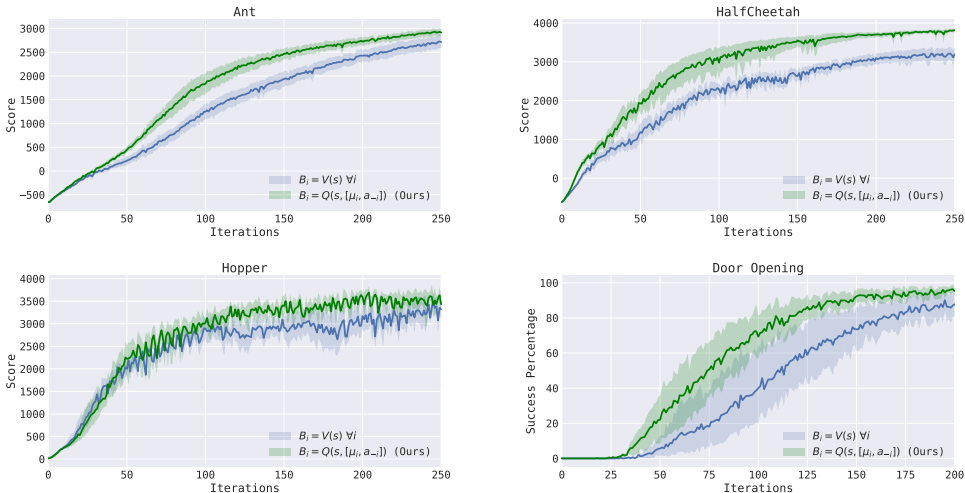 Ant
HalfCheetah
Score
3000
2500
2000
1500
1000
500
0
−500
0 50 100 150 200 250
Iterations
B_i = V(s) ∀i
B_i = Q(s, [μ_i, a_−i]) (Ours)
Score
4000
3000
2000
1000
0
0 50 100 150 200 250
Iterations
B_i = V(s) ∀i
B_i = Q(s, [μ_i, a_−i]) (Ours)
Hopper
Door Opening
Score
4000
3500
3000
2500
2000
1500
1000
500
0
0 50 100 150 200 250
Iterations
B_i = V(s) ∀i
B_i = Q(s, [μ_i, a_−i]) (Ours)
Success Percentage
100
80
60
40
20
0
0 25 50 75 100 125 150 175 200
Iterations
B_i = V(s) ∀i
B_i = Q(s, [μ_i, a_−i]) (Ours)